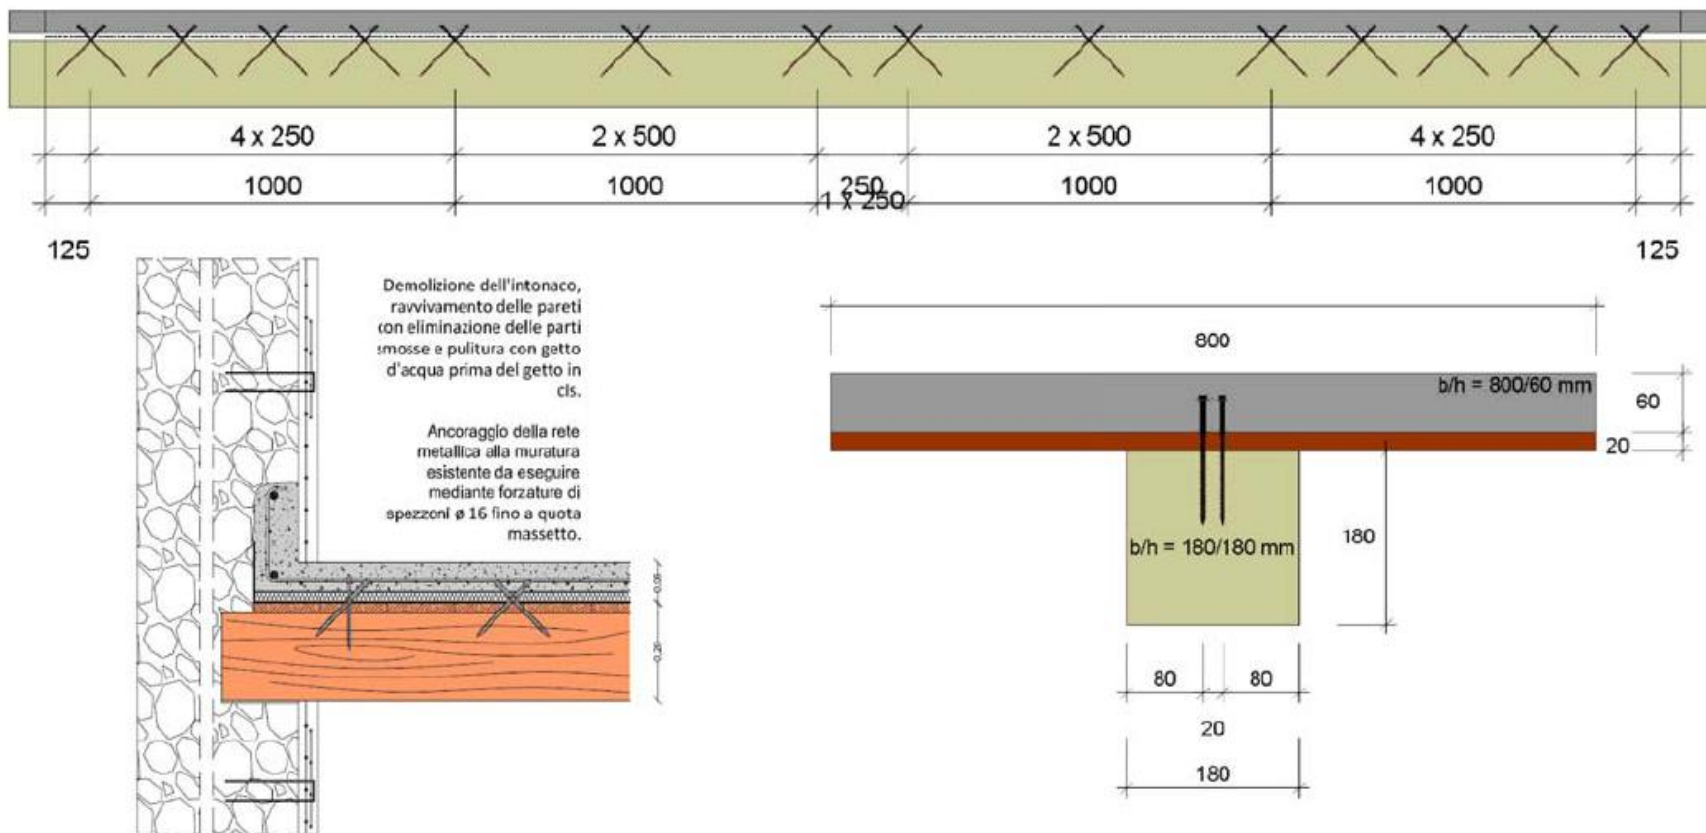 4 x 250
2 x 500
2 x 500
4 x 250
1000
1000
250
1 x 250
1000
1000
125
125
Demolizione dell'intonaco,
ravvivamento delle pareti
con eliminazione delle parti
smosse e pulitura con getto
d'acqua prima del getto in
cls.
Ancoraggio della rete
metallica alla muratura
esistente da eseguire
mediante forzature di
spezzoni ø 16 fino a quota
massetto.
0.20
800
b/h = 800/60 mm
60
20
b/h = 180/180 mm
180
80
80
20
180